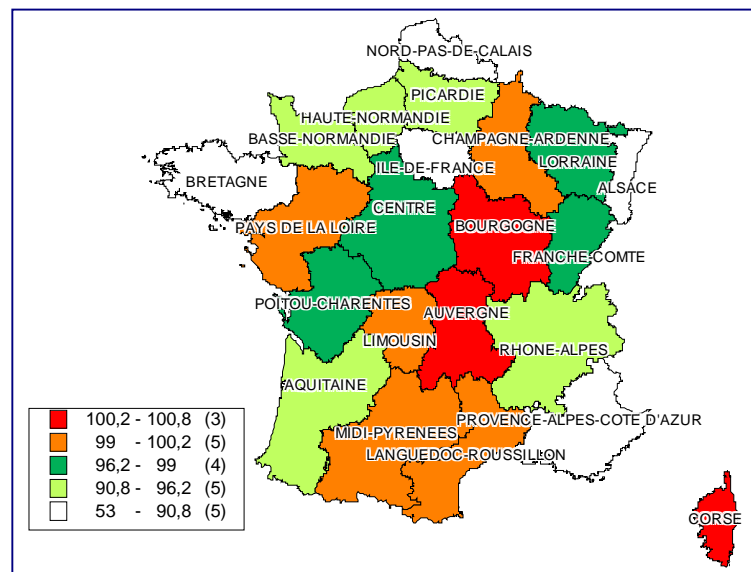 NORD-PAS-DE-CALAIS
PICARDIE
HAUTE-NORMANDIE
BASSE-NORMANDIE
CHAMPAGNE-ARDENNE
LORRAINE
ILE-DE-FRANCE
ALSACE
BRETAGNE
CENTRE
PAYS DE LA LOIRE
BOURGOGNE
FRANCHE-COMTE
POITOU-CHARENTES
AUVERGNE
LIMOUSIN
RHONE-ALPES
AQUITAINE
PROVENCE-ALPES-COTE D'AZUR
MIDI-PYRENEES
LANGUEDOC-ROUSSILLON
CORSE
100,2 - 100,8 (3)
99 - 100,2 (5)
96,2 - 99 (4)
90,8 - 96,2 (5)
53 - 90,8 (5)